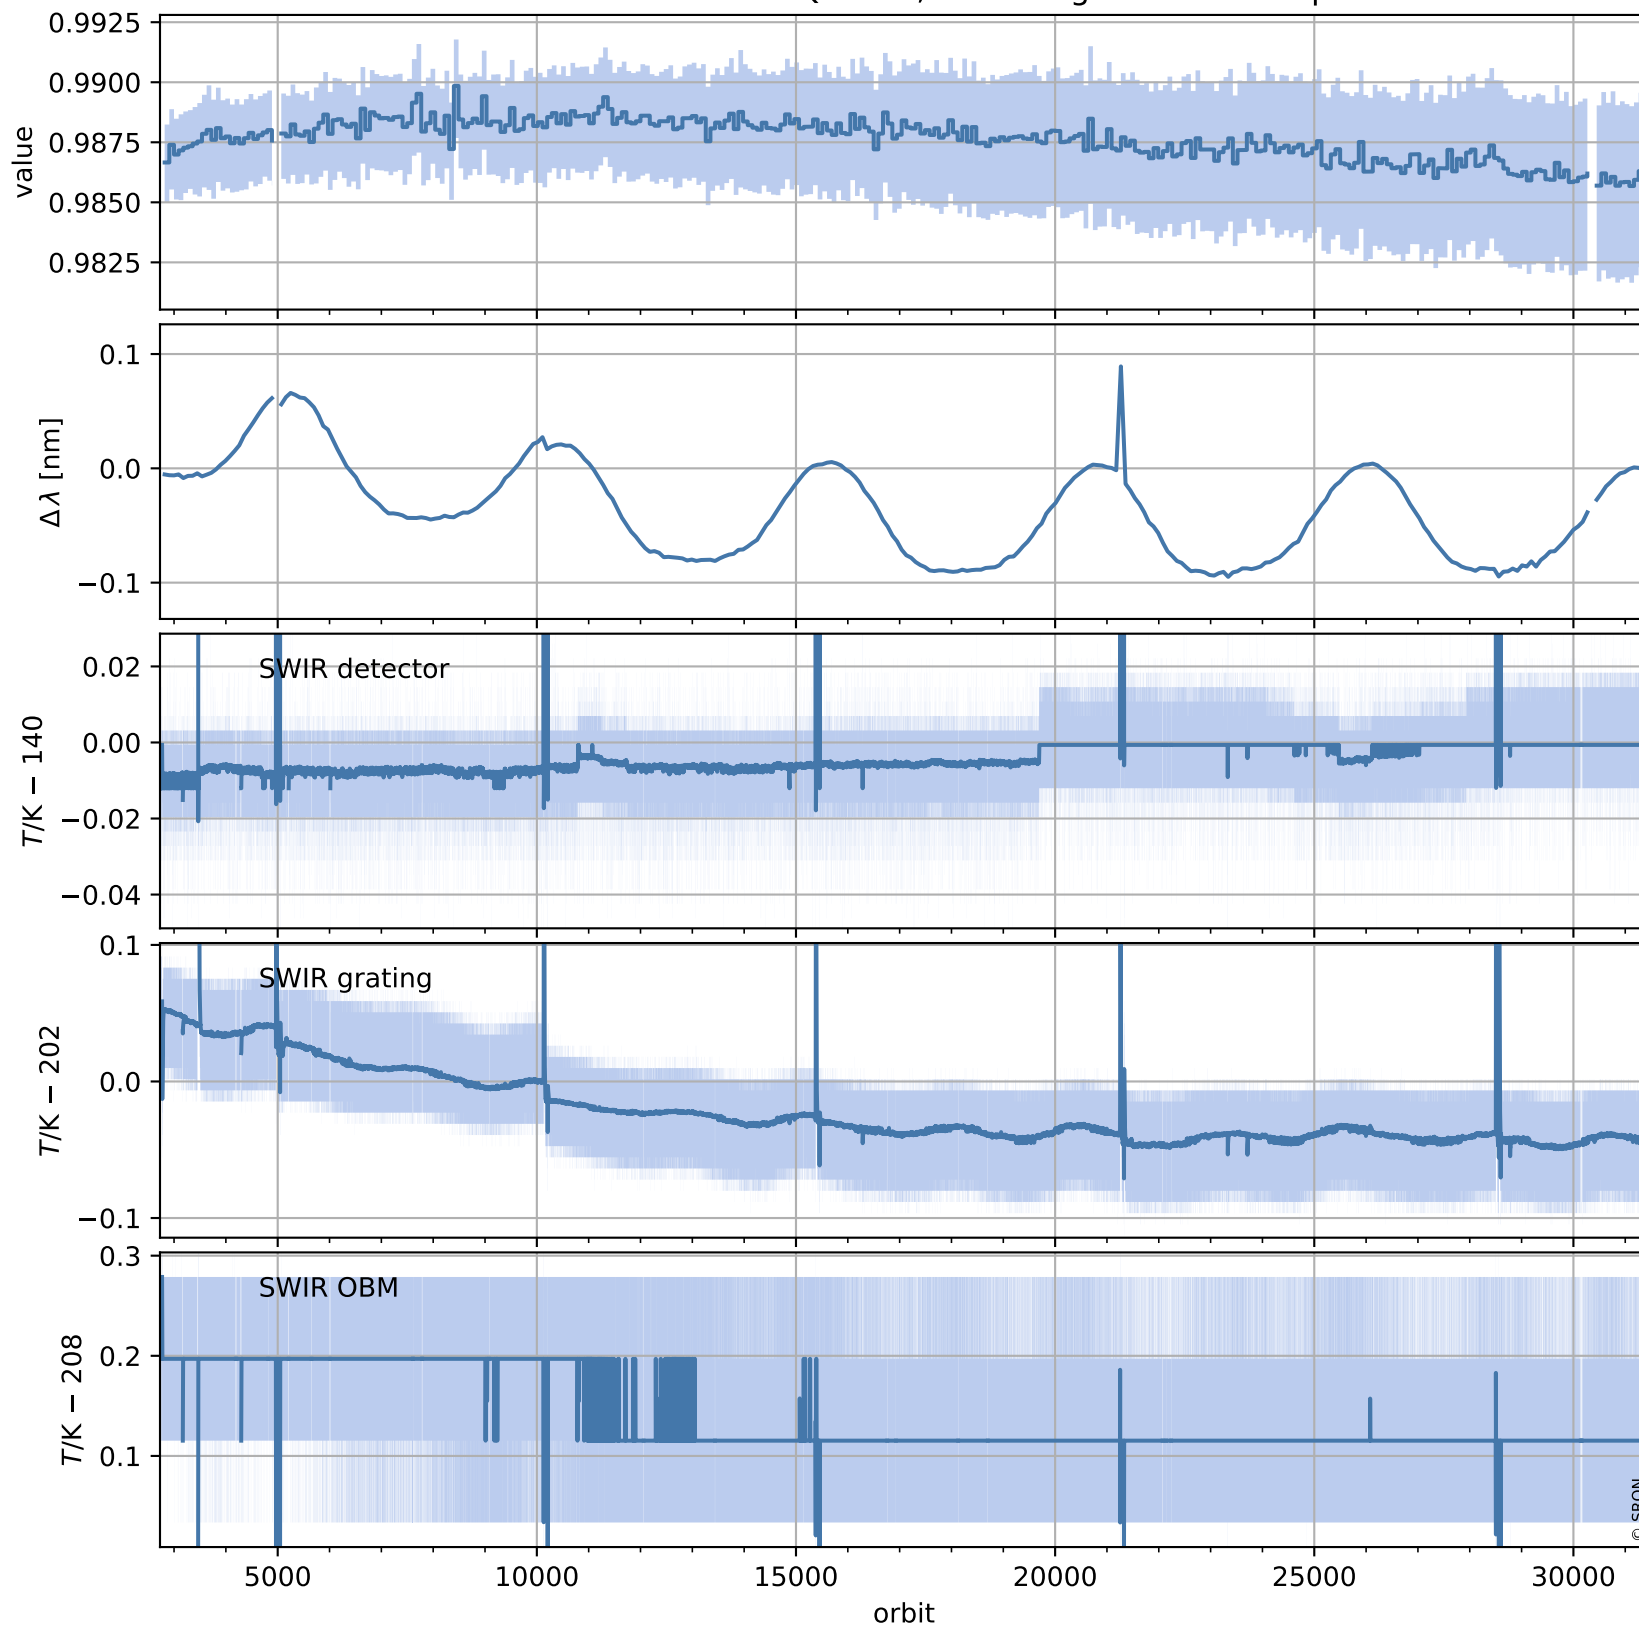 0.9925
0.9900
0.9875
0.9850
0.9825
value
0.1
0.0
−0.1
Δλ [nm]
SWIR detector
0.02
0.00
−0.02
−0.04
T/K − 140
SWIR grating
0.1
0.0
−0.1
T/K − 202
SWIR OBM
0.3
0.2
0.1
T/K − 208
© SRON
5000 10000 15000 20000 25000 30000
orbit